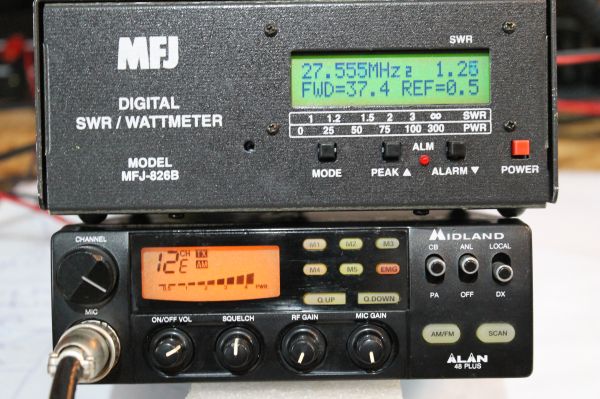 MFJ
DIGITAL
SWR / WATTMETER
MODEL
MFJ-826B
SWR
27.555MHz 1.26
FWD=37.4 REF=0.5
1 1.2 1.5 2 3 ∞ SWR
0 25 50 75 100 300 PWR
ALM
MODE PEAK ▲ ALARM ▼ POWER
CHANNEL
MIC
12 CH TX
E AM
PWR
M1 M2 M3
M4 M5 EMG
Q.UP Q.DOWN
MIDLAND
CB ANL LOCAL
PA OFF DX
ON/OFF VOL SQUELCH RF GAIN MIC GAIN
AM/FM SCAN
ALAN
48 PLUS